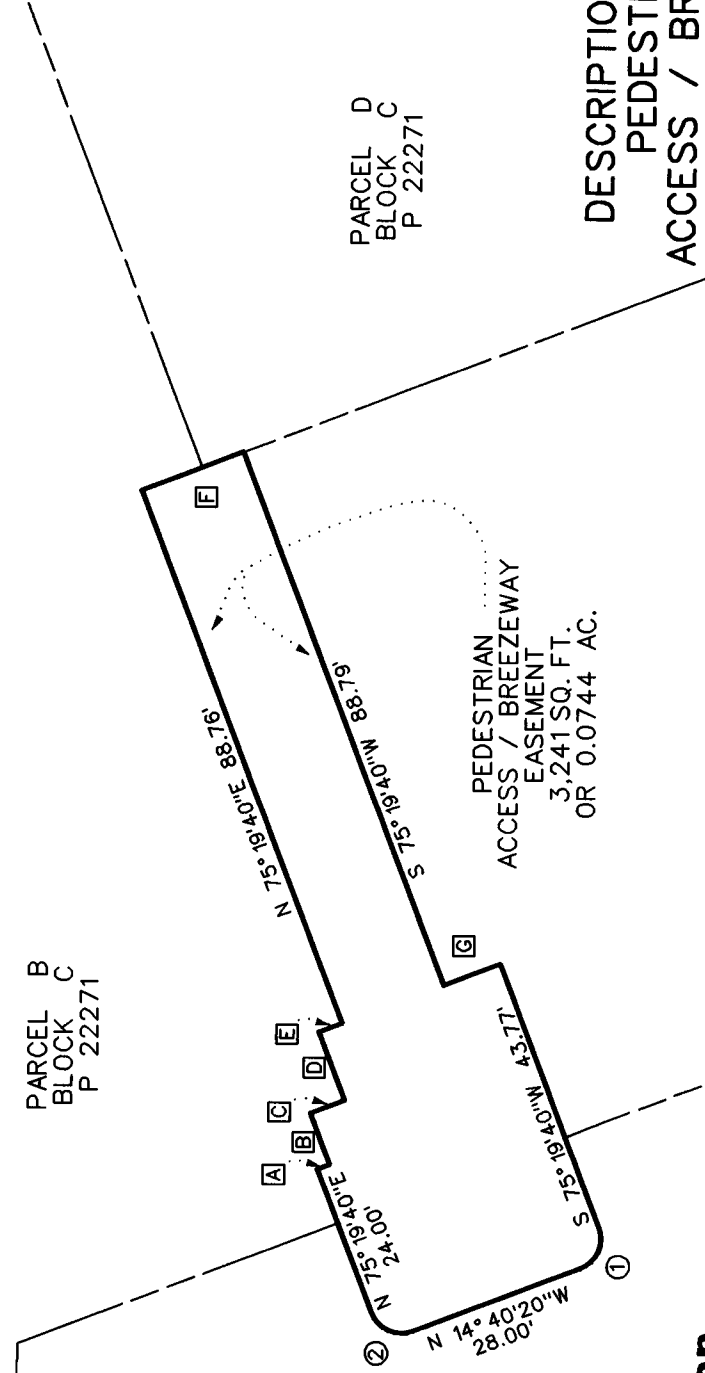 PARCEL D
BLOCK C
P 22271
DESCRIPTIO
PEDESTI
ACCESS / BR
F
N 75° 19'40"E 88.76'
S 75° 19'40"W 88.79'
PEDESTRIAN
ACCESS / BREEZEWAY
EASEMENT
3,241 SQ. FT.
OR 0.0744 AC.
PARCEL B
BLOCK C
P 22271
E
D
C
B
A
G
N 75° 19'40"E
24.00'
S 75° 19'40"W 43.77'
N 14° 40'20"W
28.00'
1
2